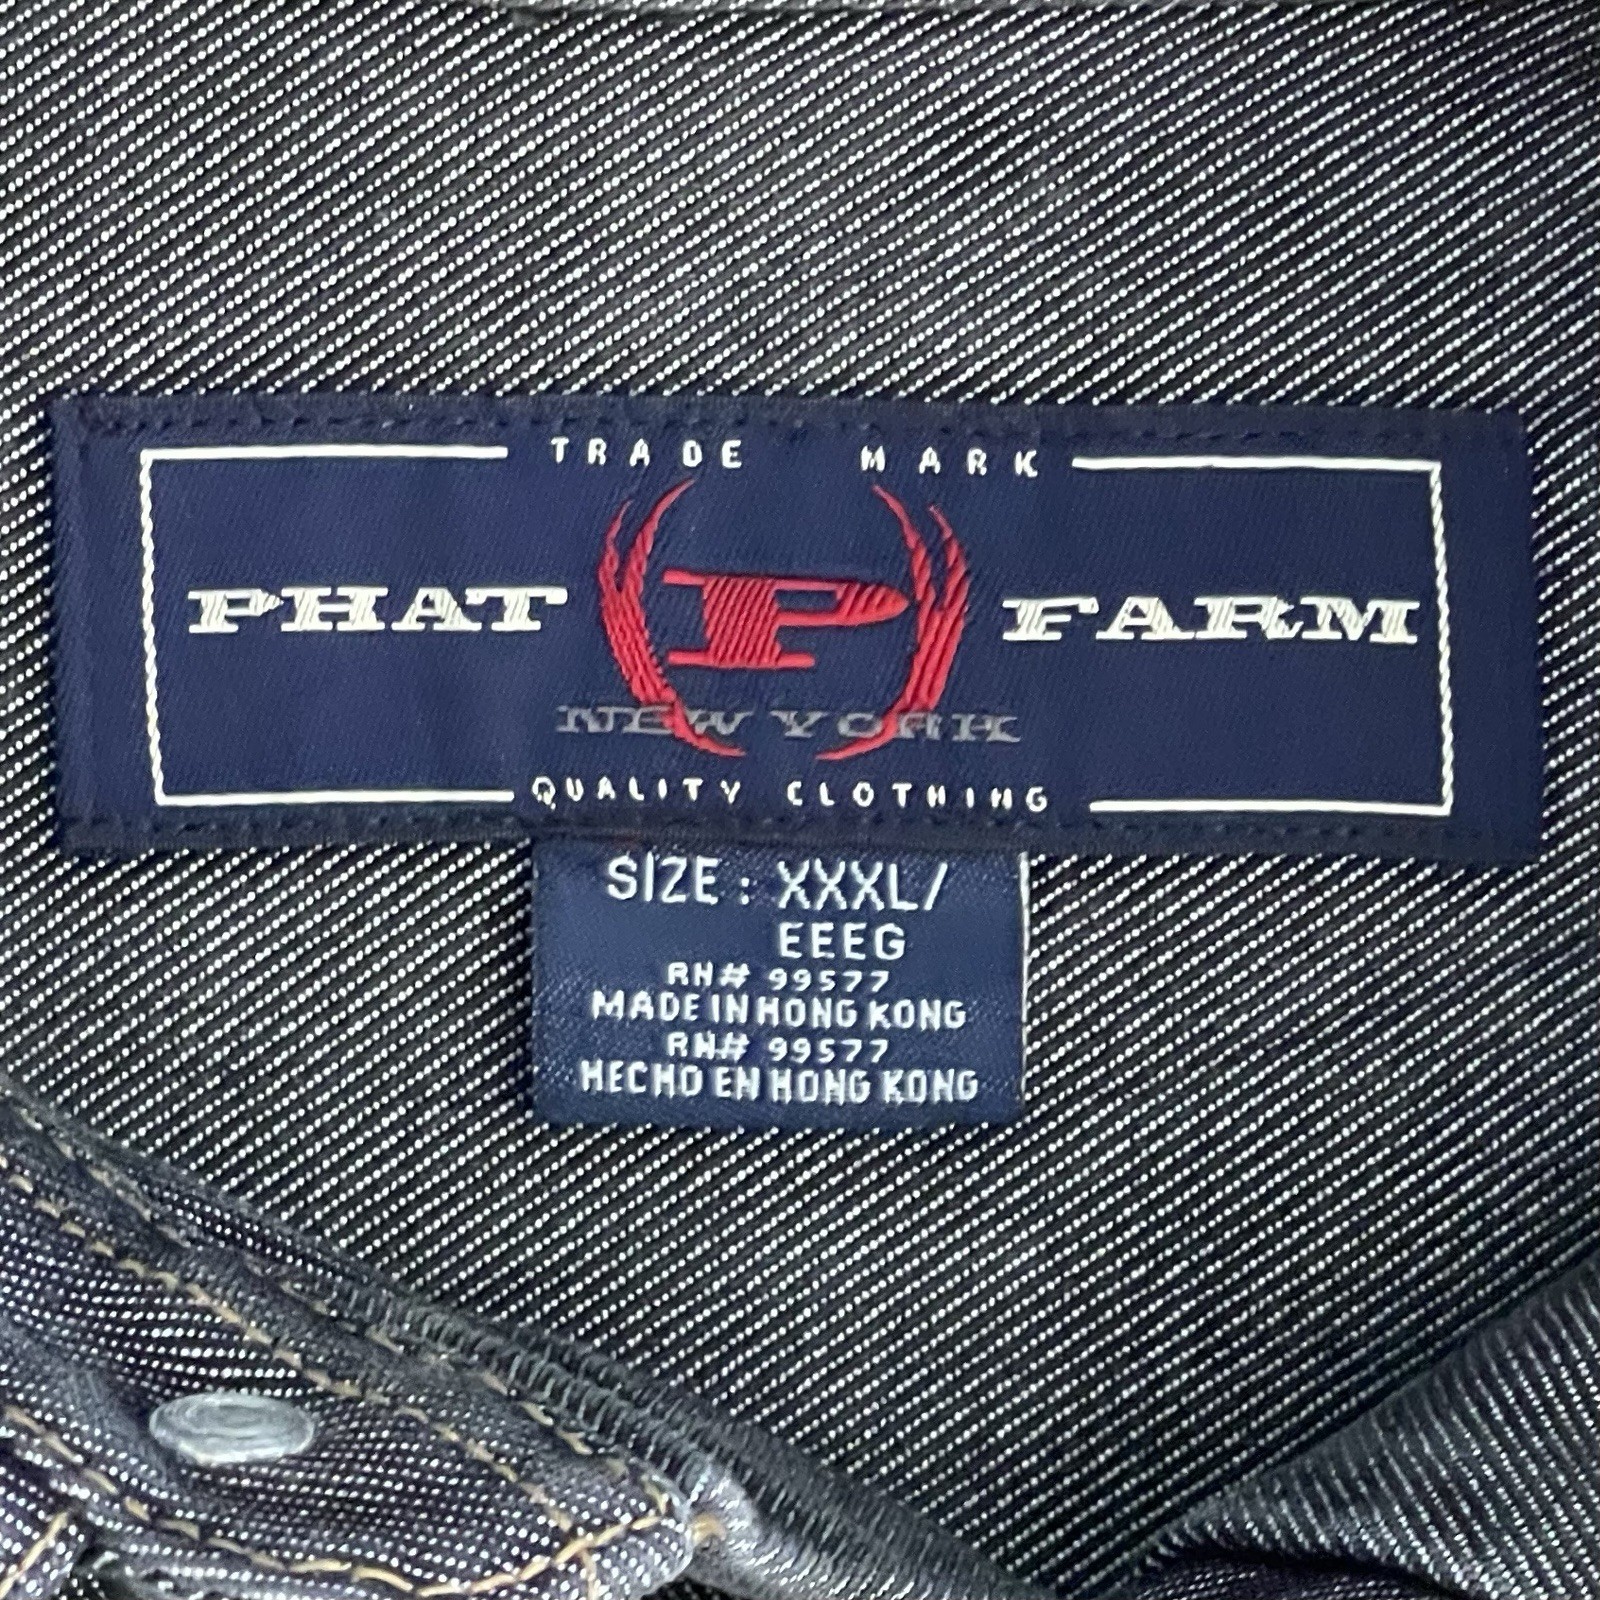 TRADE MARK
PHAT P FARM
NEW YORK
QUALITY CLOTHING
SIZE : XXXL/
EEEG
RN# 99577
MADE IN HONG KONG
RN# 99577
HECHO EN HONG KONG